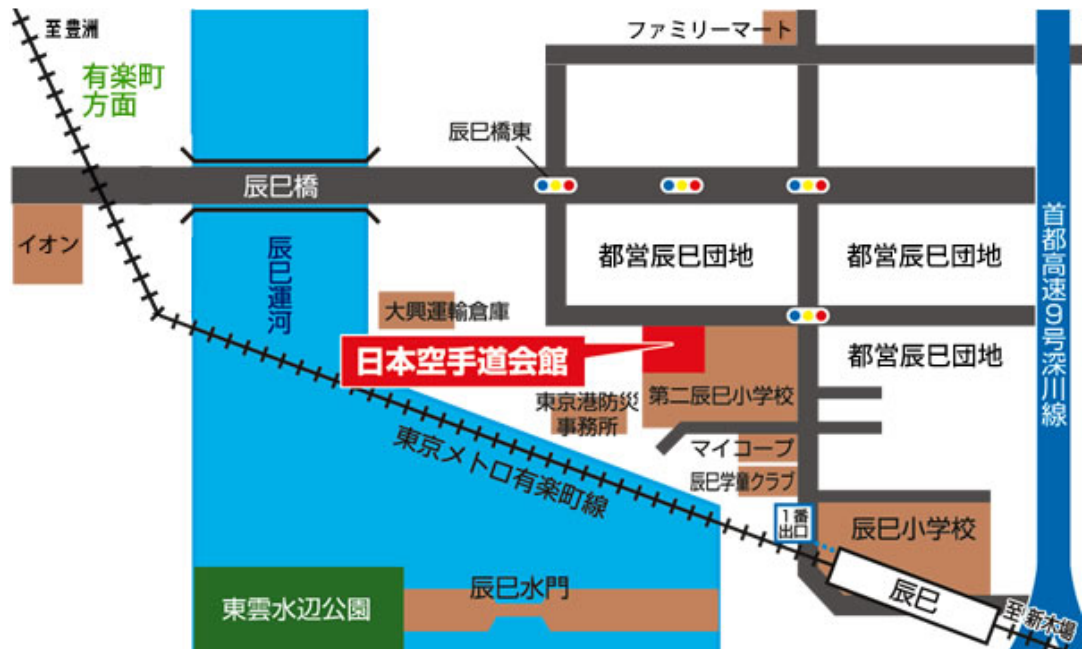 至 豊洲
有楽町
方面
ファミリーマート
辰巳橋東
辰巳橋
イオン
辰巳運河
都営辰巳団地
都営辰巳団地
首都高速9号深川線
大興運輸倉庫
日本空手道会館
都営辰巳団地
第二辰巳小学校
東京港防災
事務所
マイコープ
東京メトロ有楽町線
辰巳学童クラブ
1番
出口
辰巳小学校
辰巳水門
東雲水辺公園
辰巳
至 新木場